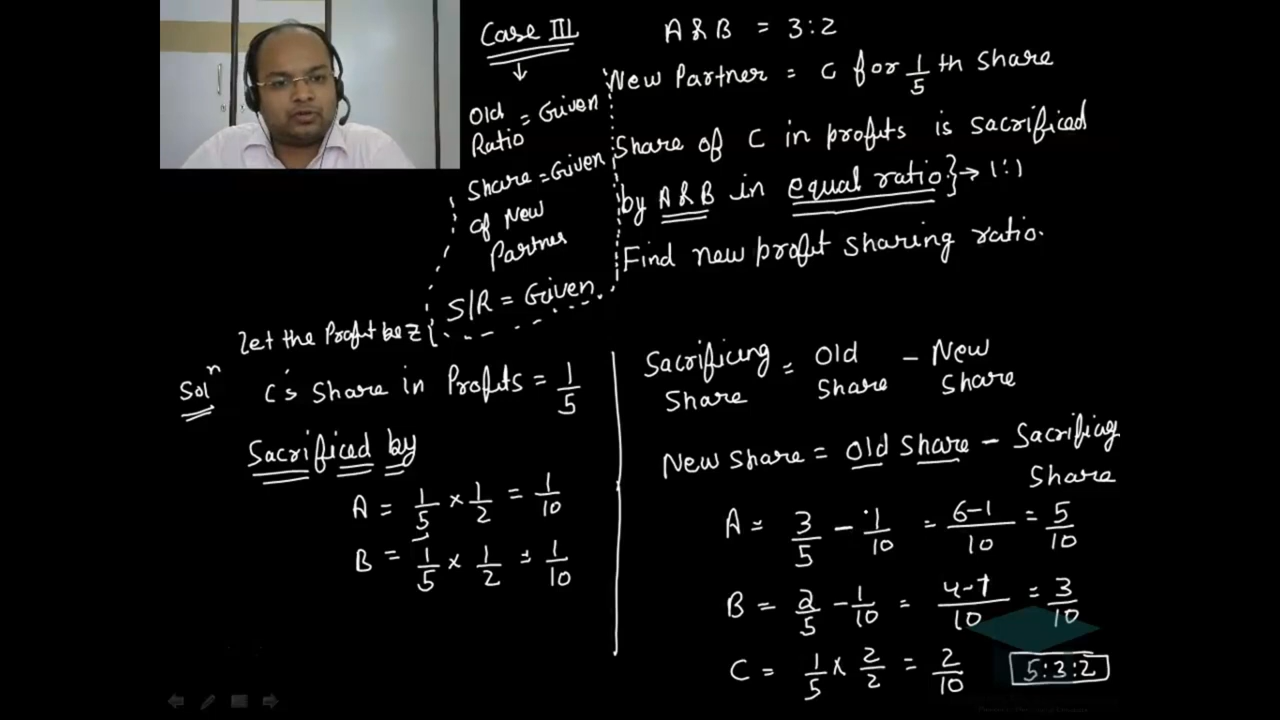 Case III
Old Ratio = Given
Share of New Partner = Given
S/R = Given
A & B = 3:2
New Partner = C for 1/5 th Share
Share of C in profits is sacrificed
by A & B in equal ratio } → 1:1
Find new profit sharing ratio.
Let the Profit be Z
Solⁿ
C's Share in Profits = 1/5
Sacrificed by
A = 1/5 × 1/2 = 1/10
B = 1/5 × 1/2 = 1/10
Sacrificing Share = Old Share - New Share
New Share = Old Share - Sacrificing Share
A = 3/5 - 1/10 = 6-1/10 = 5/10
B = 2/5 - 1/10 = 4-1/10 = 3/10
C = 1/5 × 2/2 = 2/10
5:3:2